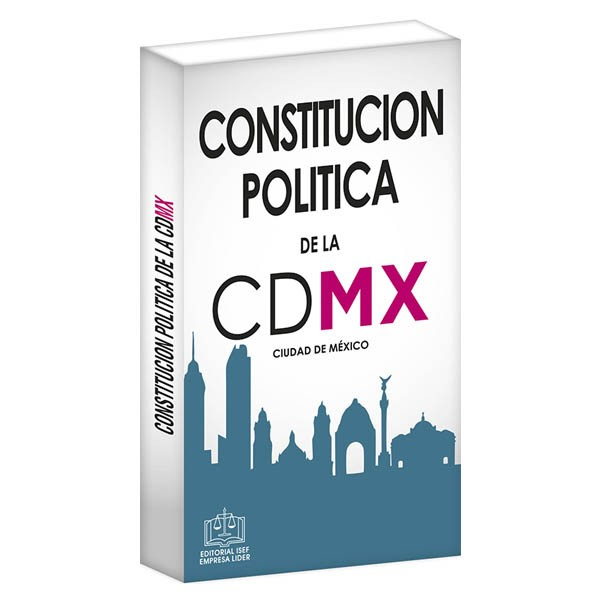 CONSTITUCION
POLITICA
DE LA
CDMX
CIUDAD DE MÉXICO
EDITORIAL ISEF
EMPRESA LIDER
CONSTITUCION POLITICA DE LA CDMX